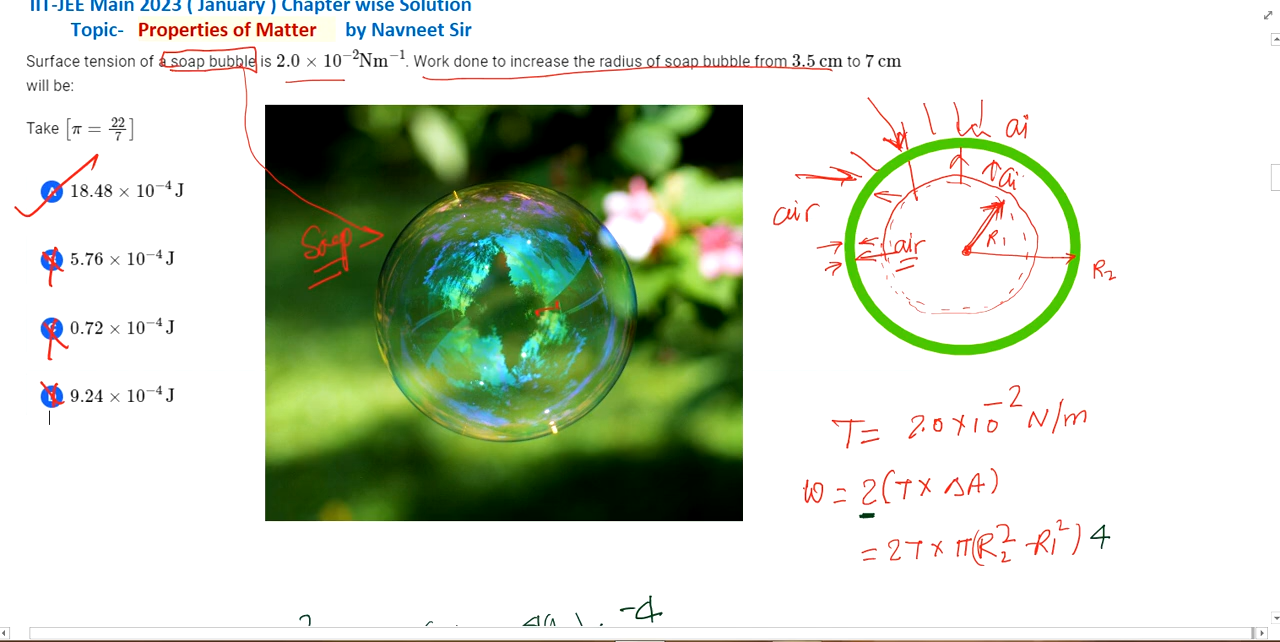 IIT-JEE Main 2023 ( January ) Chapter wise Solution
Topic- Properties of Matter by Navneet Sir
Surface tension of a soap bubble is 2.0 × 10⁻²Nm⁻¹. Work done to increase the radius of soap bubble from 3.5 cm to 7 cm
will be:
Take [π = 22/7]
18.48 × 10⁻⁴ J
5.76 × 10⁻⁴ J
0.72 × 10⁻⁴ J
9.24 × 10⁻⁴ J
Soap
ai
ai
air
air
R₁
R₂
T = 2.0×10⁻² N/m
W = 2(T × ΔA)
= 2T × π(R₂² - R₁²) 4
-4